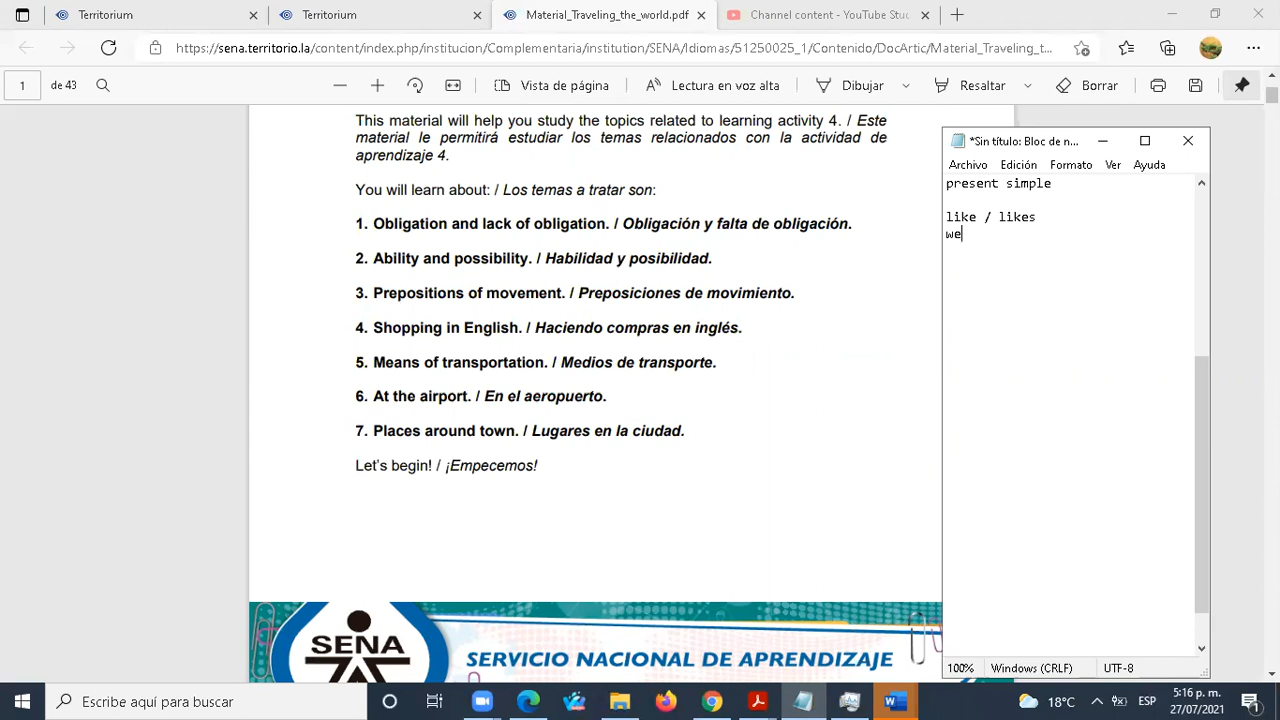 Territorium
Territorium
Material_Traveling_the_world.pdf
Channel content - YouTube Stu
https://sena.territorio.la/content/index.php/institucion/Complementaria/institution/SENA/Idiomas/51250025_1/Contenido/DocArtic/Material_Traveling_t...
1 de 43
Vista de página
Lectura en voz alta
Dibujar
Resaltar
Borrar
This material will help you study the topics related to learning activity 4. / Este
material le permitirá estudiar los temas relacionados con la actividad de
aprendizaje 4.
You will learn about: / Los temas a tratar son:
1. Obligation and lack of obligation. / Obligación y falta de obligación.
2. Ability and possibility. / Habilidad y posibilidad.
3. Prepositions of movement. / Preposiciones de movimiento.
4. Shopping in English. / Haciendo compras en inglés.
5. Means of transportation. / Medios de transporte.
6. At the airport. / En el aeropuerto.
7. Places around town. / Lugares en la ciudad.
Let's begin! / ¡Empecemos!
SENA
SERVICIO NACIONAL DE APRENDIZAJE
*Sin título: Bloc de n...
Archivo Edición Formato Ver Ayuda
present simple
like / likes
we
100% Windows (CRLF) UTF-8
Escribe aquí para buscar
18°C
ESP
5:16 p. m.
27/07/2021
1